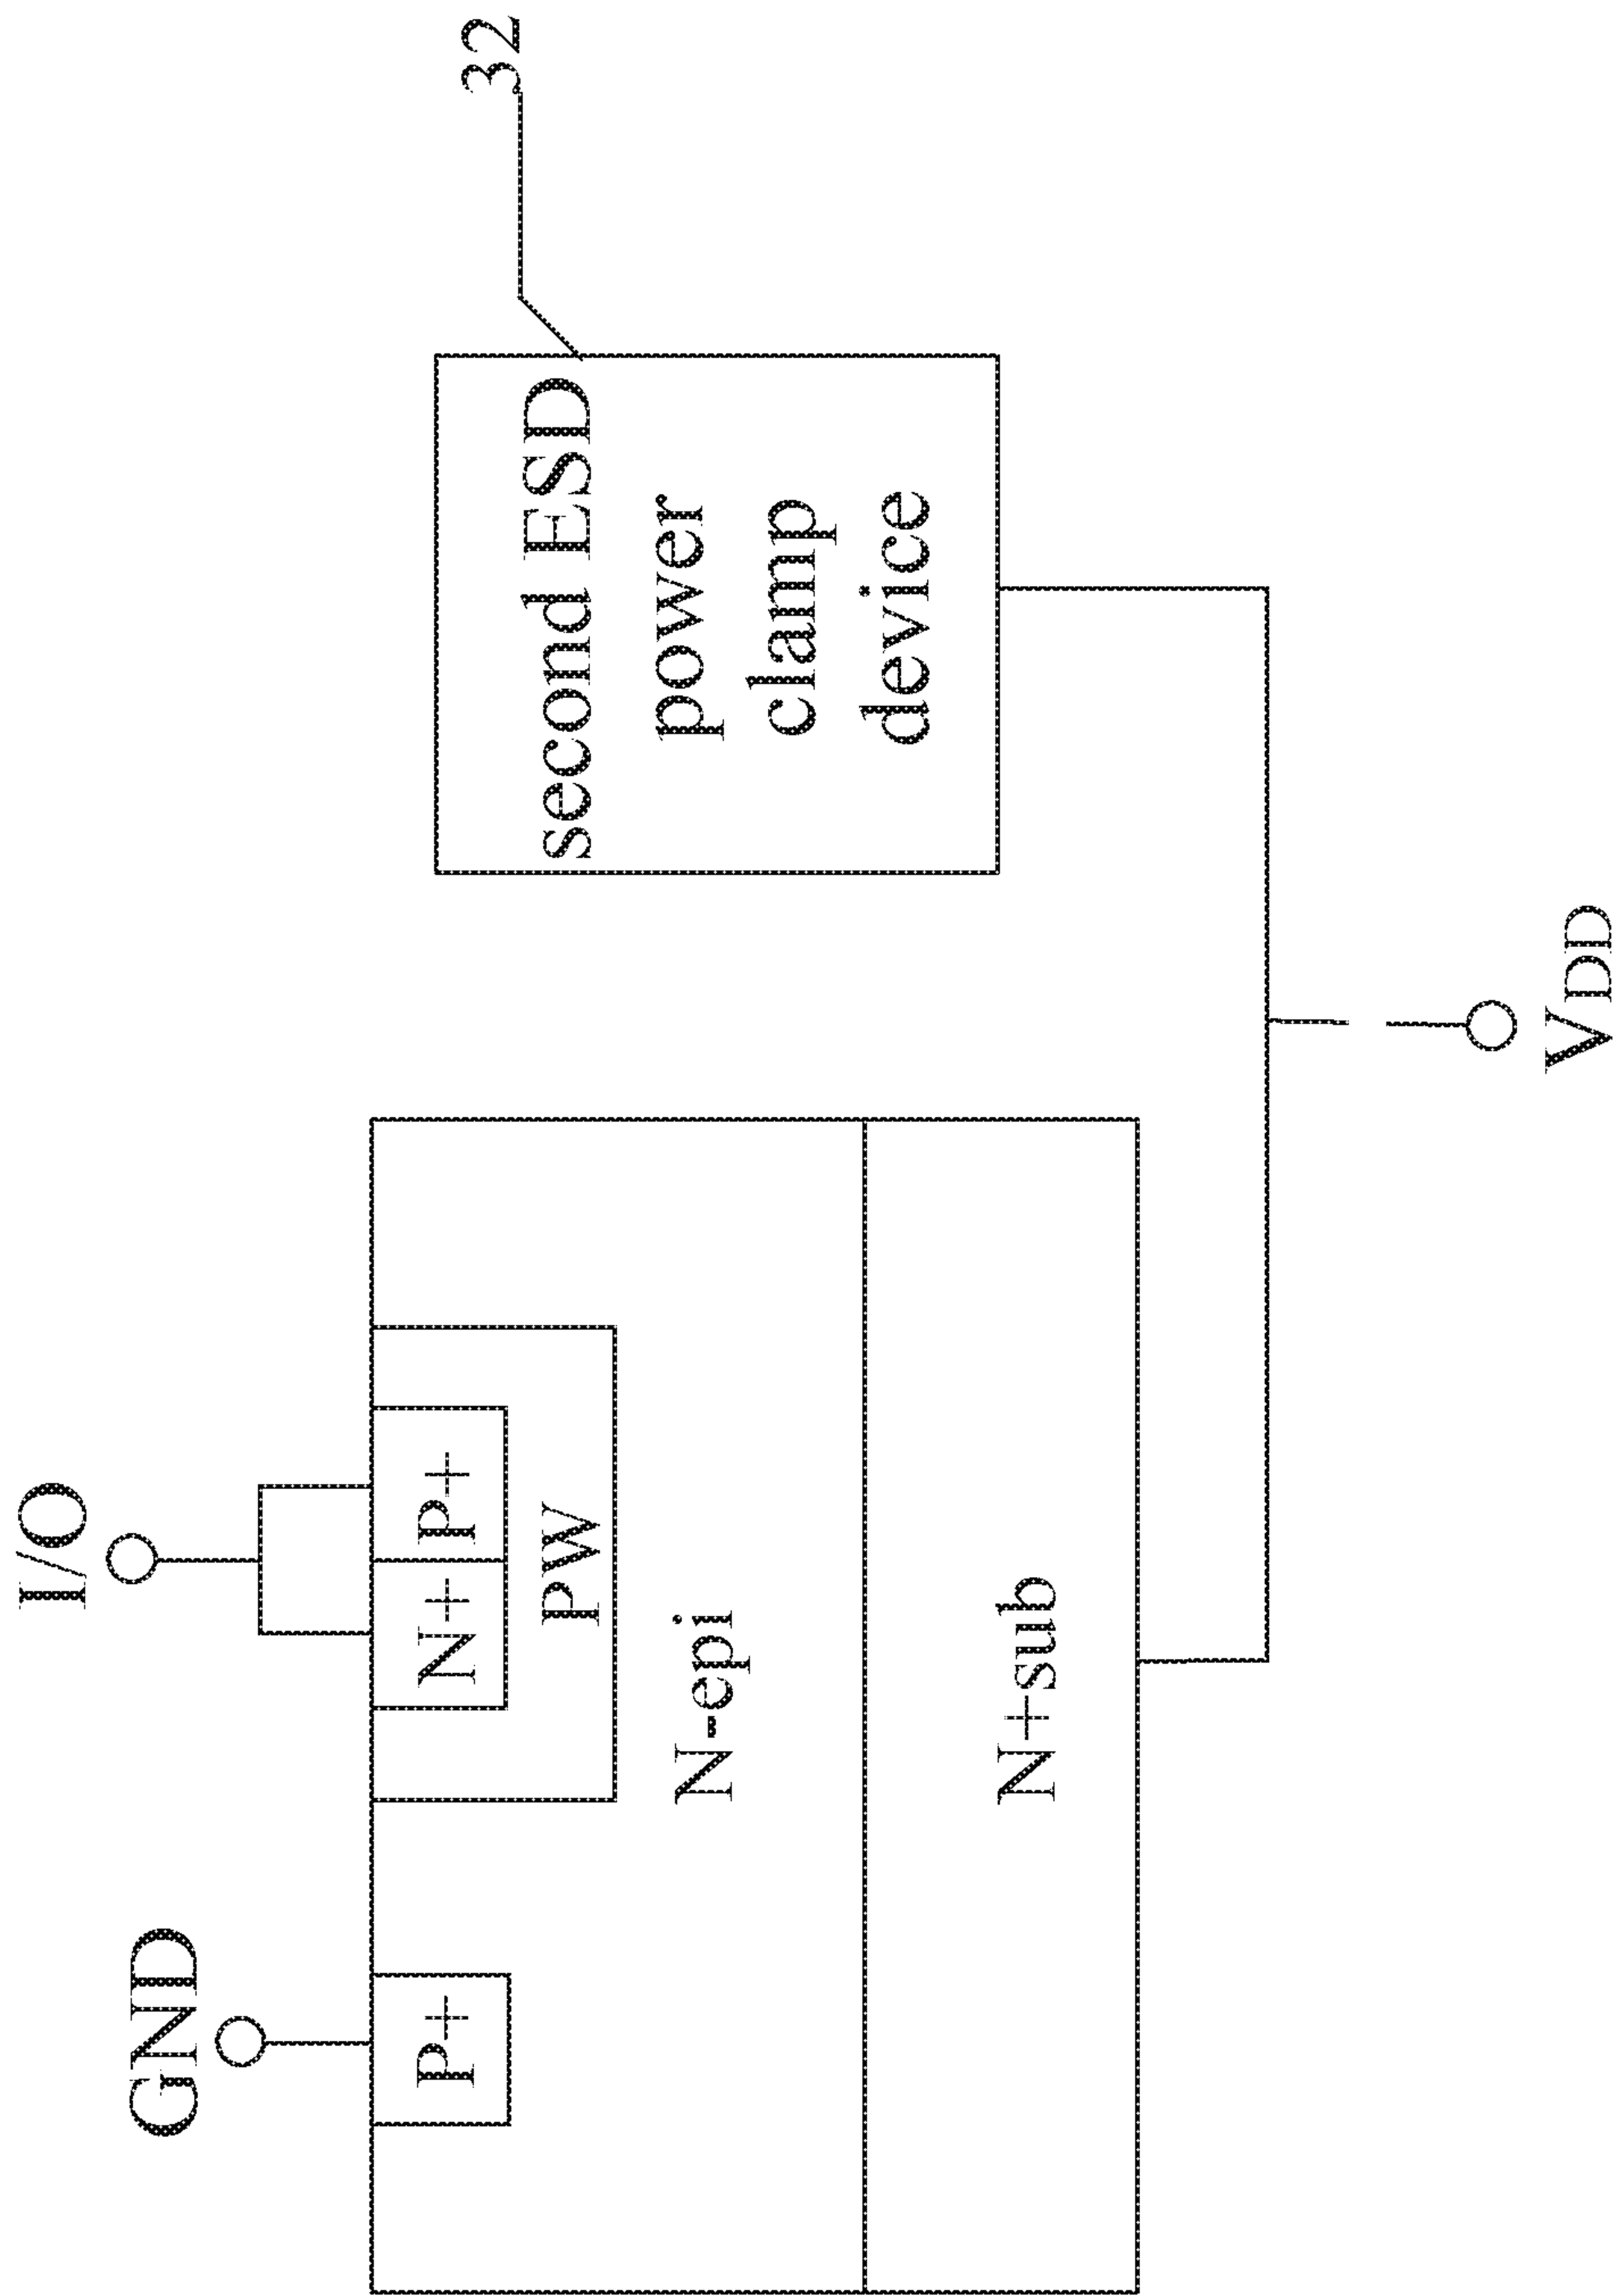 I/O
GND
P+
N+
P+
PW
N-epi
N+sub
32
second ESD
power
clamp
device
VDD